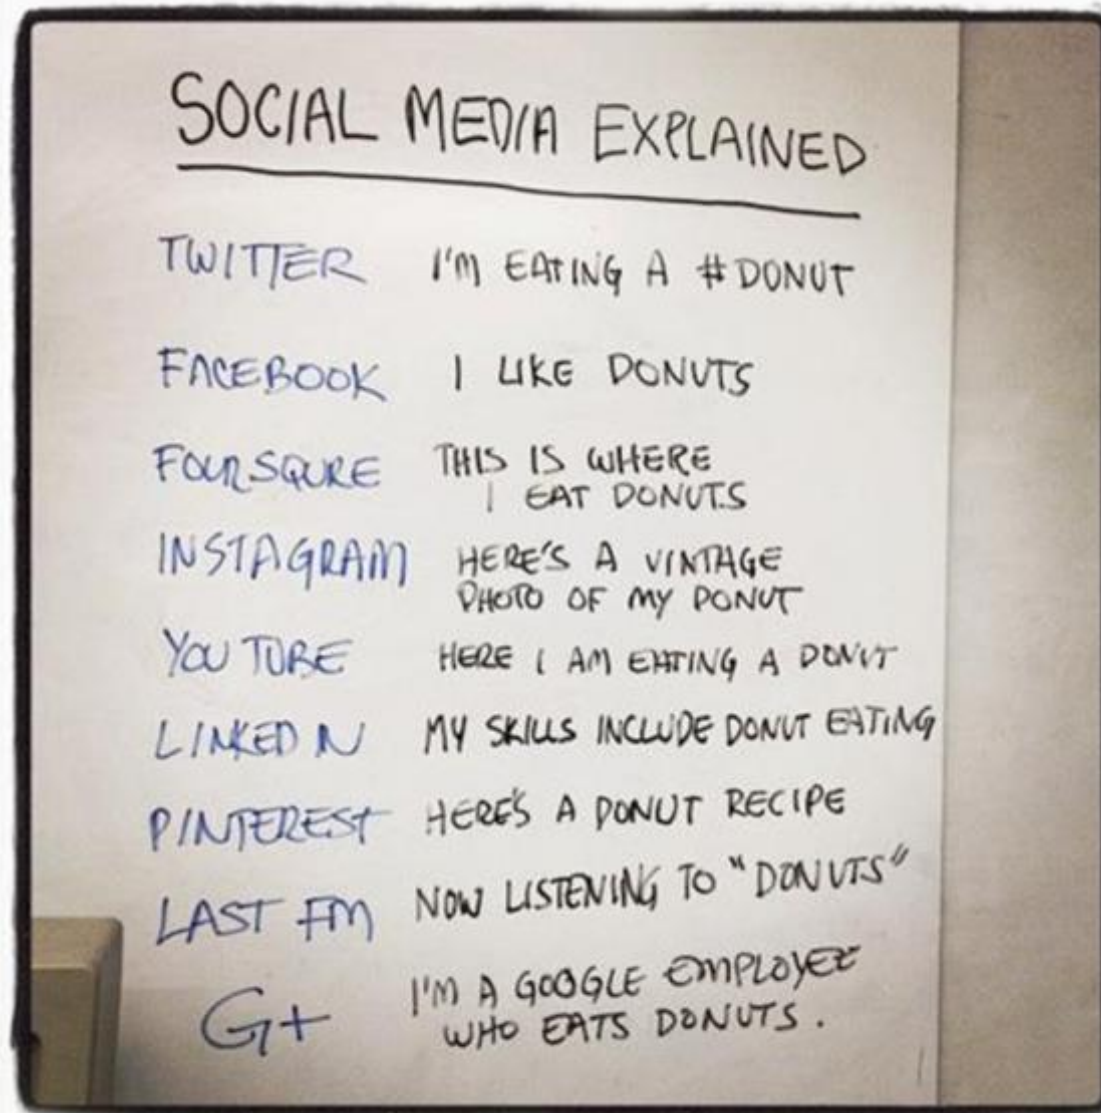 SOCIAL MEDIA EXPLAINED
TWITTER I'M EATING A #DONUT
FACEBOOK I LIKE DONUTS
FOURSQURE THIS IS WHERE
I EAT DONUTS
INSTAGRAM HERE'S A VINTAGE
PHOTO OF MY DONUT
YOU TUBE HERE I AM EATING A DONUT
LINKED IN MY SKILLS INCLUDE DONUT EATING
PINTEREST HERE'S A DONUT RECIPE
LAST FM NOW LISTENING TO "DONUTS"
G+ I'M A GOOGLE EMPLOYEE
WHO EATS DONUTS.